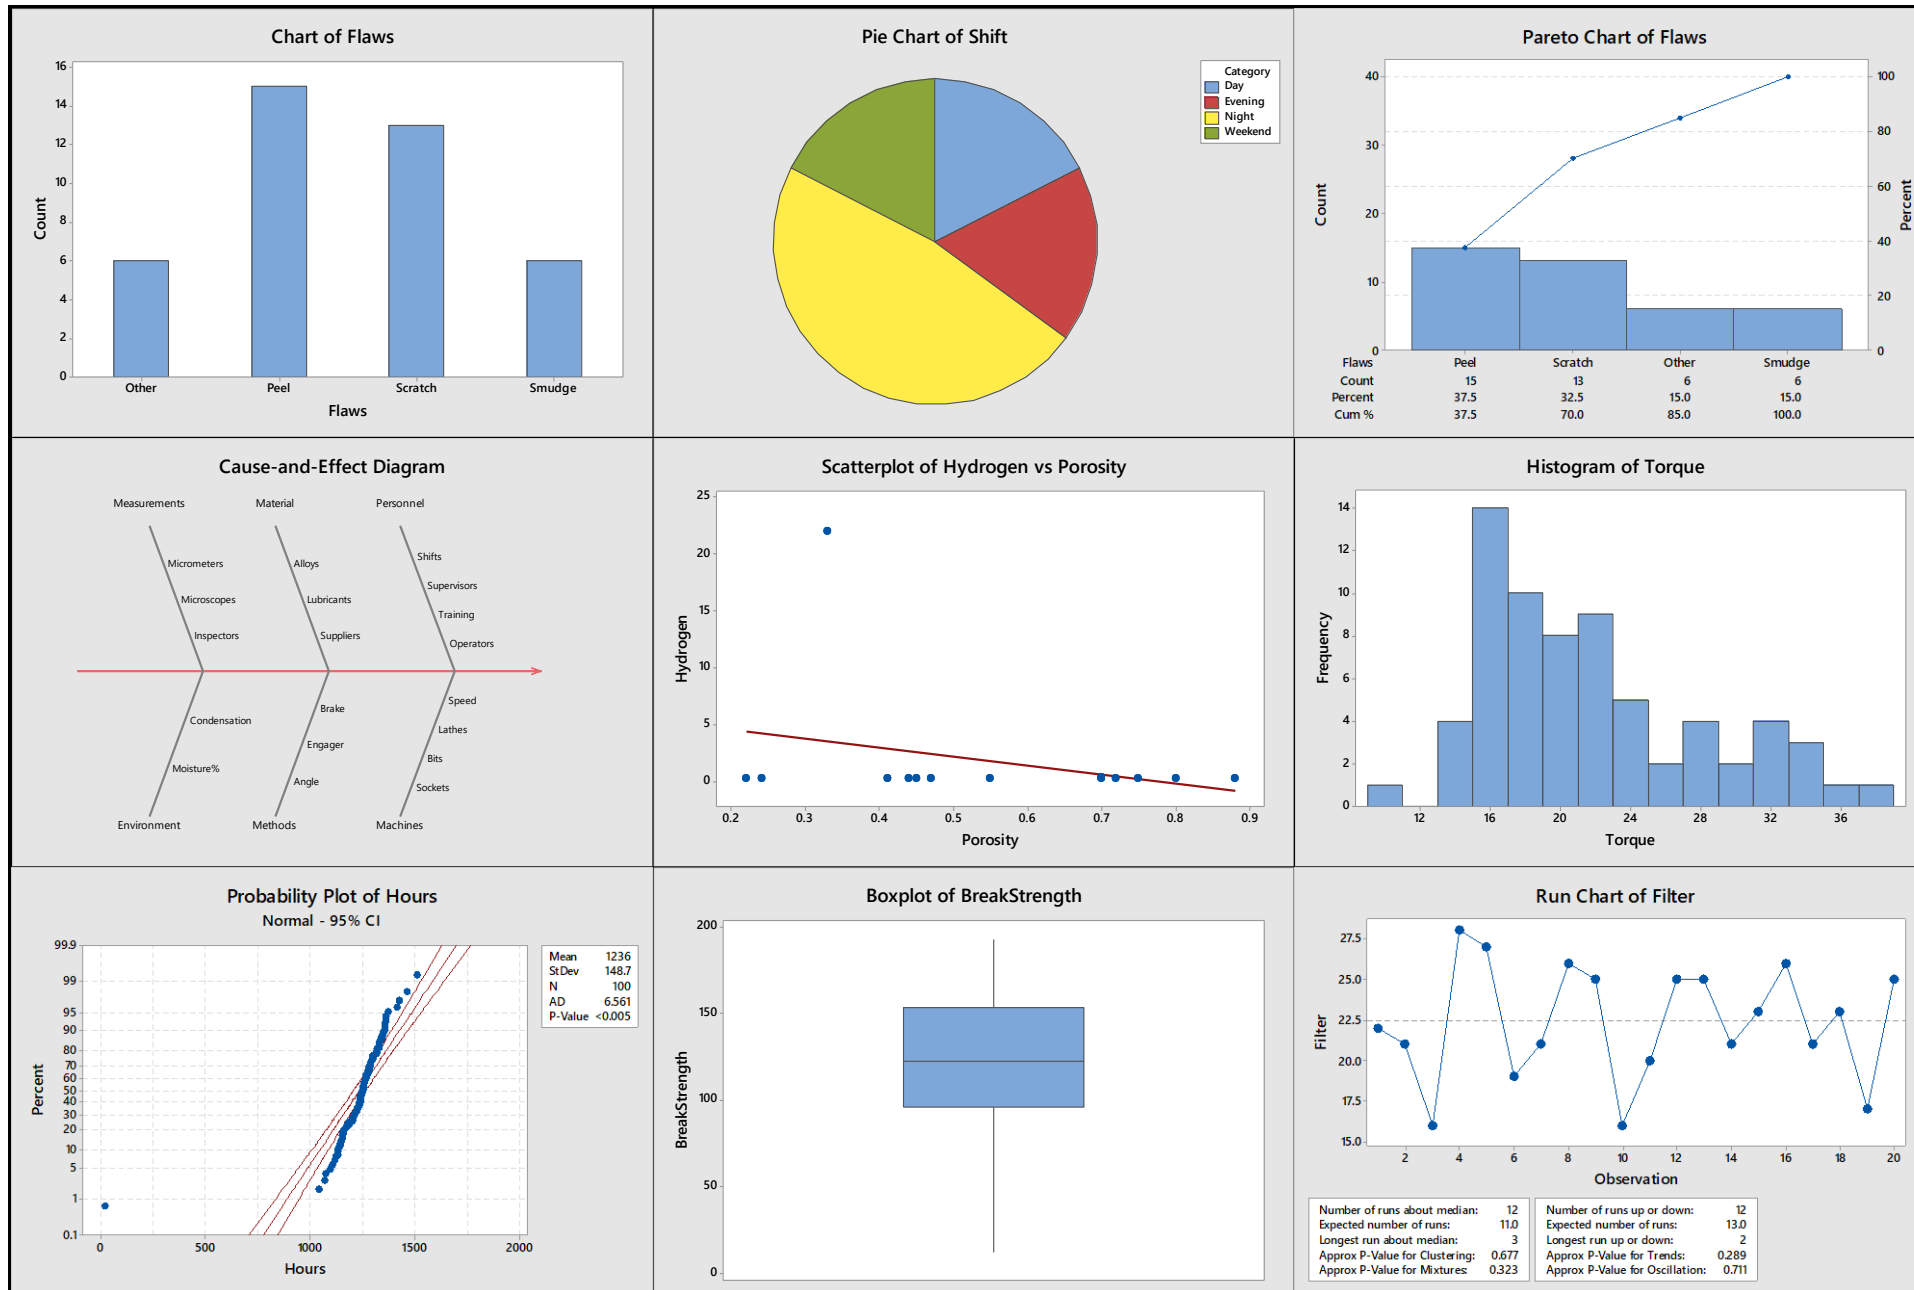 Chart of Flaws
16
14
12
10
8
6
4
2
0
Count
Other Peel Scratch Smudge
Flaws
Pie Chart of Shift
Category
Day
Evening
Night
Weekend
Pareto Chart of Flaws
40
30
20
10
0
Count
100
80
60
40
20
0
Percent
Flaws Peel Scratch Other Smudge
Count 15 13 6 6
Percent 37.5 32.5 15.0 15.0
Cum % 37.5 70.0 85.0 100.0
Cause-and-Effect Diagram
Measurements Material Personnel
Micrometers
Microscopes
Inspectors
Alloys
Lubricants
Suppliers
Shifts
Supervisors
Training
Operators
Condensation
Moisture%
Brake
Engager
Angle
Speed
Lathes
Bits
Sockets
Environment Methods Machines
Scatterplot of Hydrogen vs Porosity
25
20
15
10
5
0
Hydrogen
0.2 0.3 0.4 0.5 0.6 0.7 0.8 0.9
Porosity
Histogram of Torque
14
12
10
8
6
4
2
0
Frequency
12 16 20 24 28 32 36
Torque
Probability Plot of Hours
Normal - 95% CI
99.9
99
95
90
80
70
60
50
40
30
20
10
5
1
0.1
Percent
0 500 1000 1500 2000
Hours
Mean 1236
StDev 148.7
N 100
AD 6.561
P-Value <0.005
Boxplot of BreakStrength
200
150
100
50
0
BreakStrength
Run Chart of Filter
27.5
25.0
22.5
20.0
17.5
15.0
Filter
2 4 6 8 10 12 14 16 18 20
Observation
Number of runs about median: 12
Expected number of runs: 11.0
Longest run about median: 3
Approx P-Value for Clustering: 0.677
Approx P-Value for Mixtures: 0.323
Number of runs up or down: 12
Expected number of runs: 13.0
Longest run up or down: 2
Approx P-Value for Trends: 0.289
Approx P-Value for Oscillation: 0.711